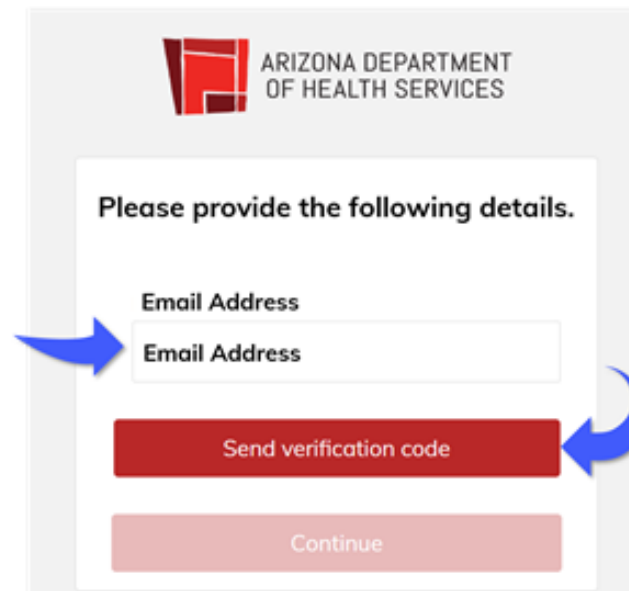 ARIZONA DEPARTMENT
OF HEALTH SERVICES
Please provide the following details.
Email Address
Email Address
Send verification code
Continue